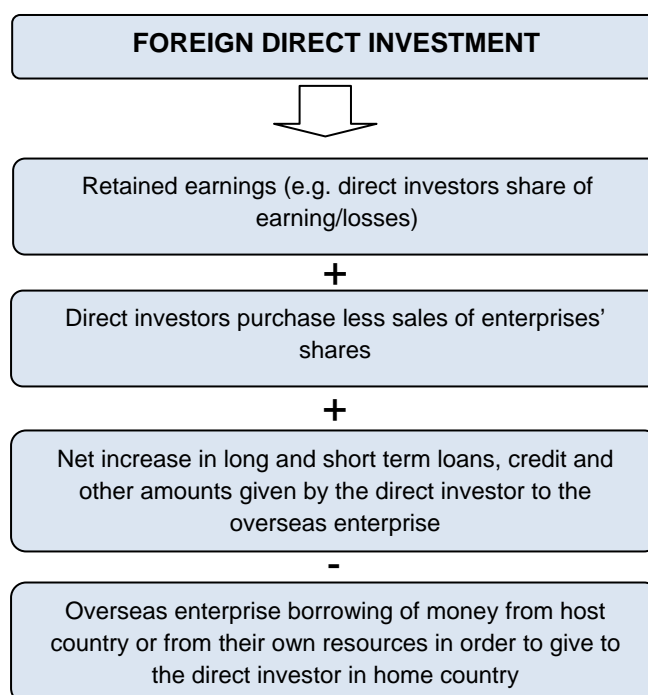 FOREIGN DIRECT INVESTMENT
Retained earnings (e.g. direct investors share of
earning/losses)
+
Direct investors purchase less sales of enterprises’
shares
+
Net increase in long and short term loans, credit and
other amounts given by the direct investor to the
overseas enterprise
-
Overseas enterprise borrowing of money from host
country or from their own resources in order to give to
the direct investor in home country